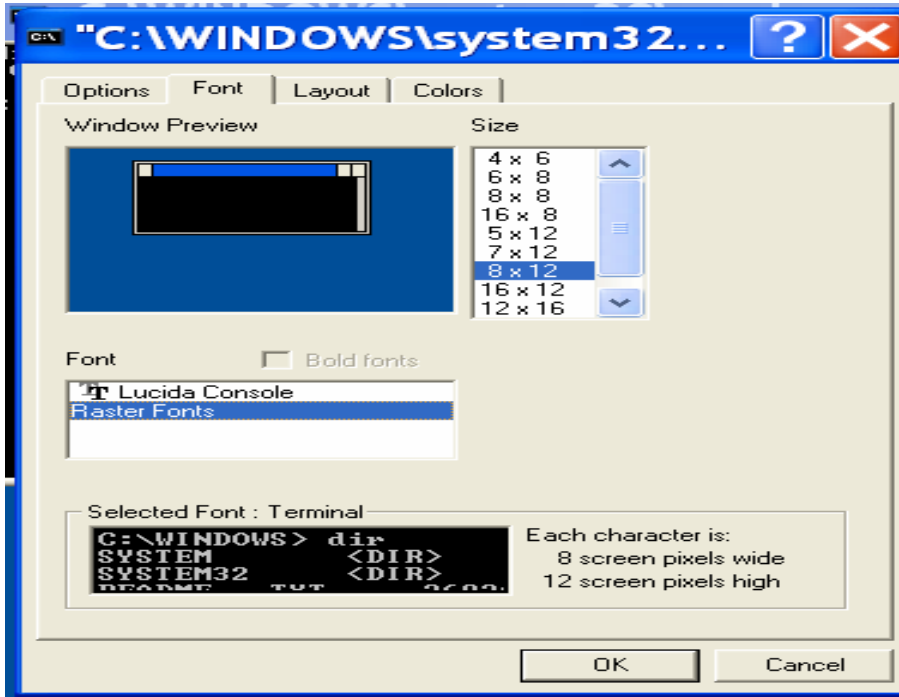 "C:\WINDOWS\system32...
Options Font Layout Colors
Window Preview
Size
4 x 6
6 x 8
8 x 8
16 x 8
5 x 12
7 x 12
8 x 12
16 x 12
12 x 16
Font
Bold fonts
Lucida Console
Raster Fonts
Selected Font : Terminal
C:\WINDOWS> dir
SYSTEM <DIR>
SYSTEM32 <DIR>
README TXT
Each character is:
8 screen pixels wide
12 screen pixels high
OK
Cancel